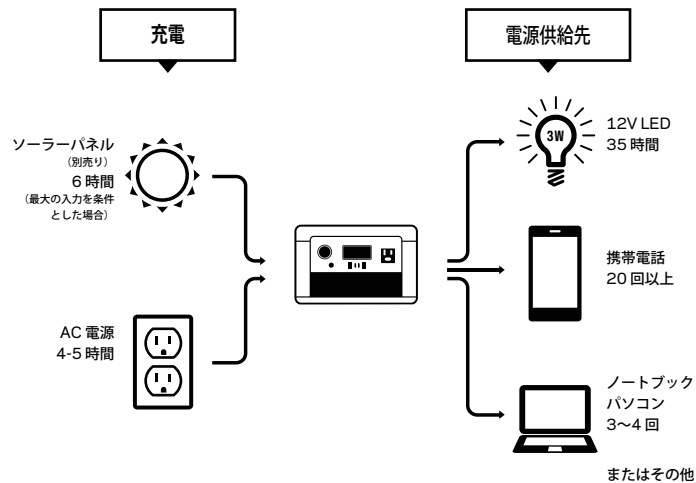 充電
電源供給先
ソーラーパネル
（別売り）
6 時間
（最大の入力を条件
とした場合）
AC 電源
4-5 時間
3W
12V LED
35 時間
携帯電話
20 回以上
ノートブック
パソコン
3〜4 回
またはその他